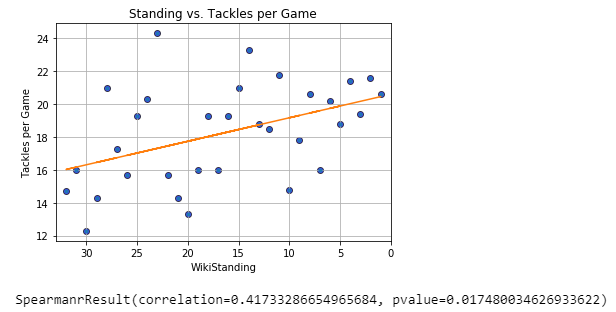 Standing vs. Tackles per Game
24
22
20
18
16
14
12
Tackles per Game
30 25 20 15 10 5 0
WikiStanding
SpearmanrResult(correlation=0.41733286654965684, pvalue=0.017480034626933622)